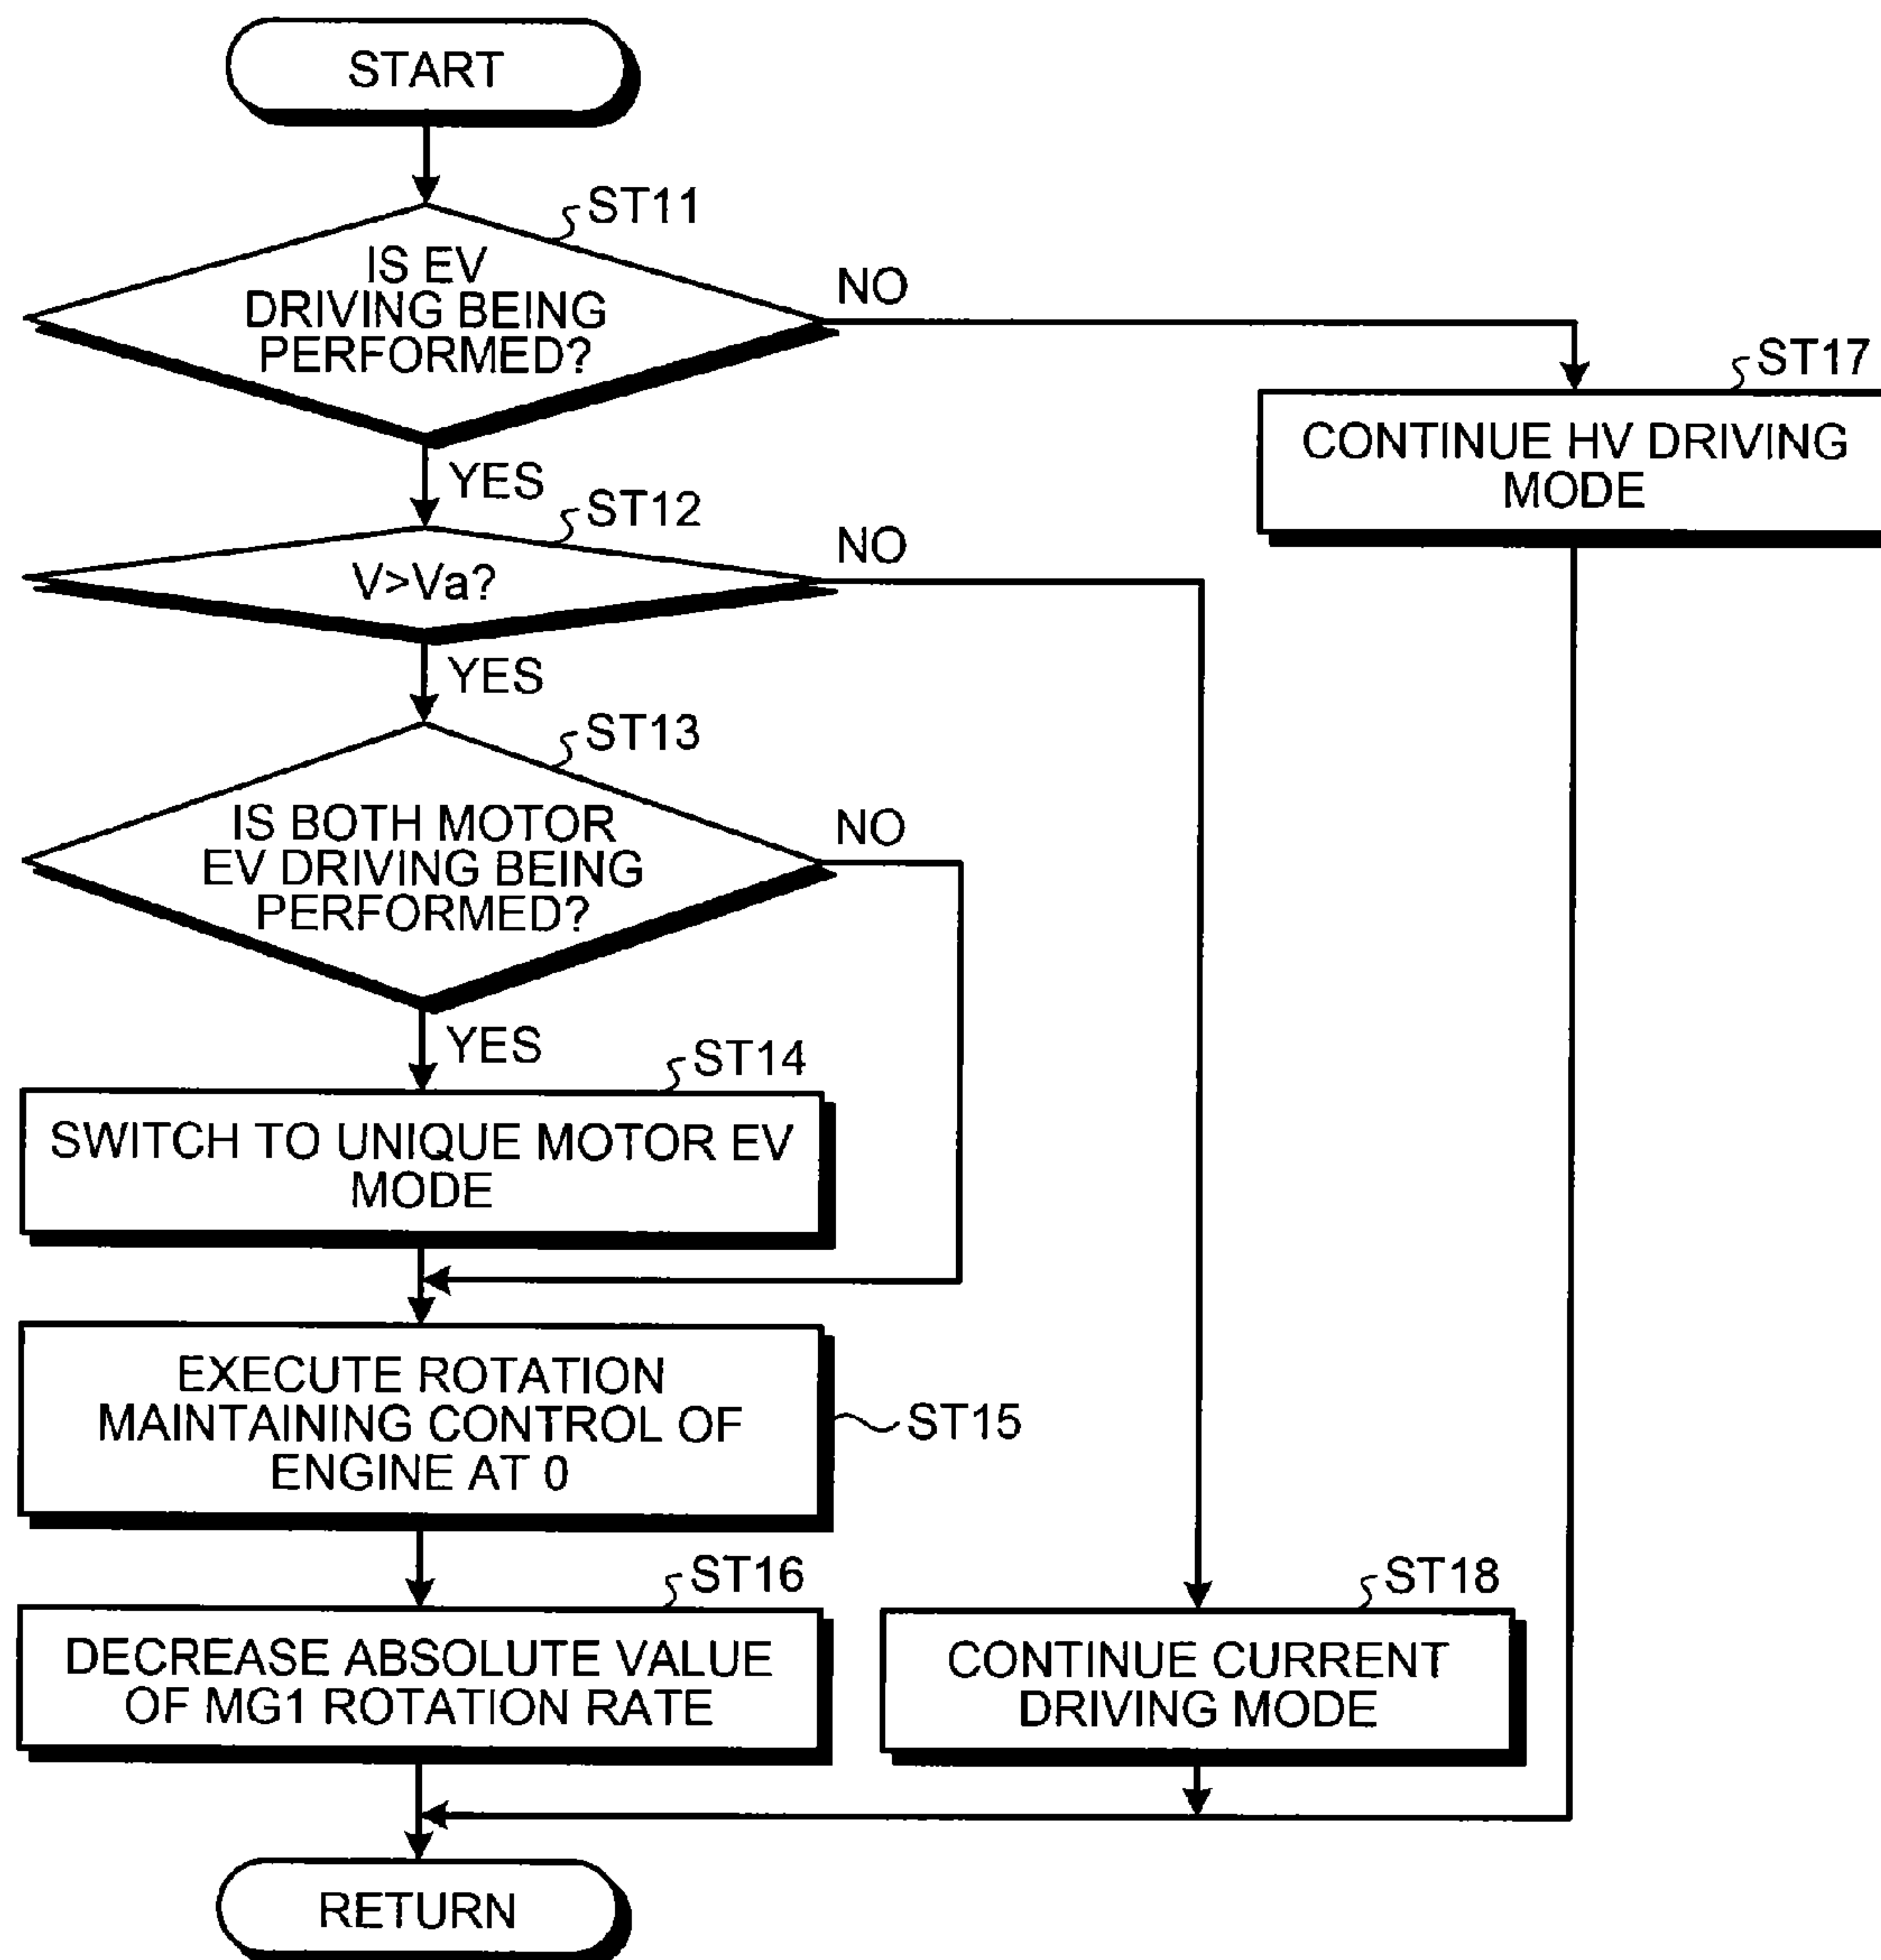 START
ST11
IS EV
DRIVING BEING
PERFORMED?
NO
YES
ST17
CONTINUE HV DRIVING
MODE
ST12
V>Va?
NO
YES
ST13
IS BOTH MOTOR
EV DRIVING BEING
PERFORMED?
NO
YES
ST14
SWITCH TO UNIQUE MOTOR EV
MODE
EXECUTE ROTATION
MAINTAINING CONTROL OF
ENGINE AT 0
ST15
ST16
DECREASE ABSOLUTE VALUE
OF MG1 ROTATION RATE
ST18
CONTINUE CURRENT
DRIVING MODE
RETURN